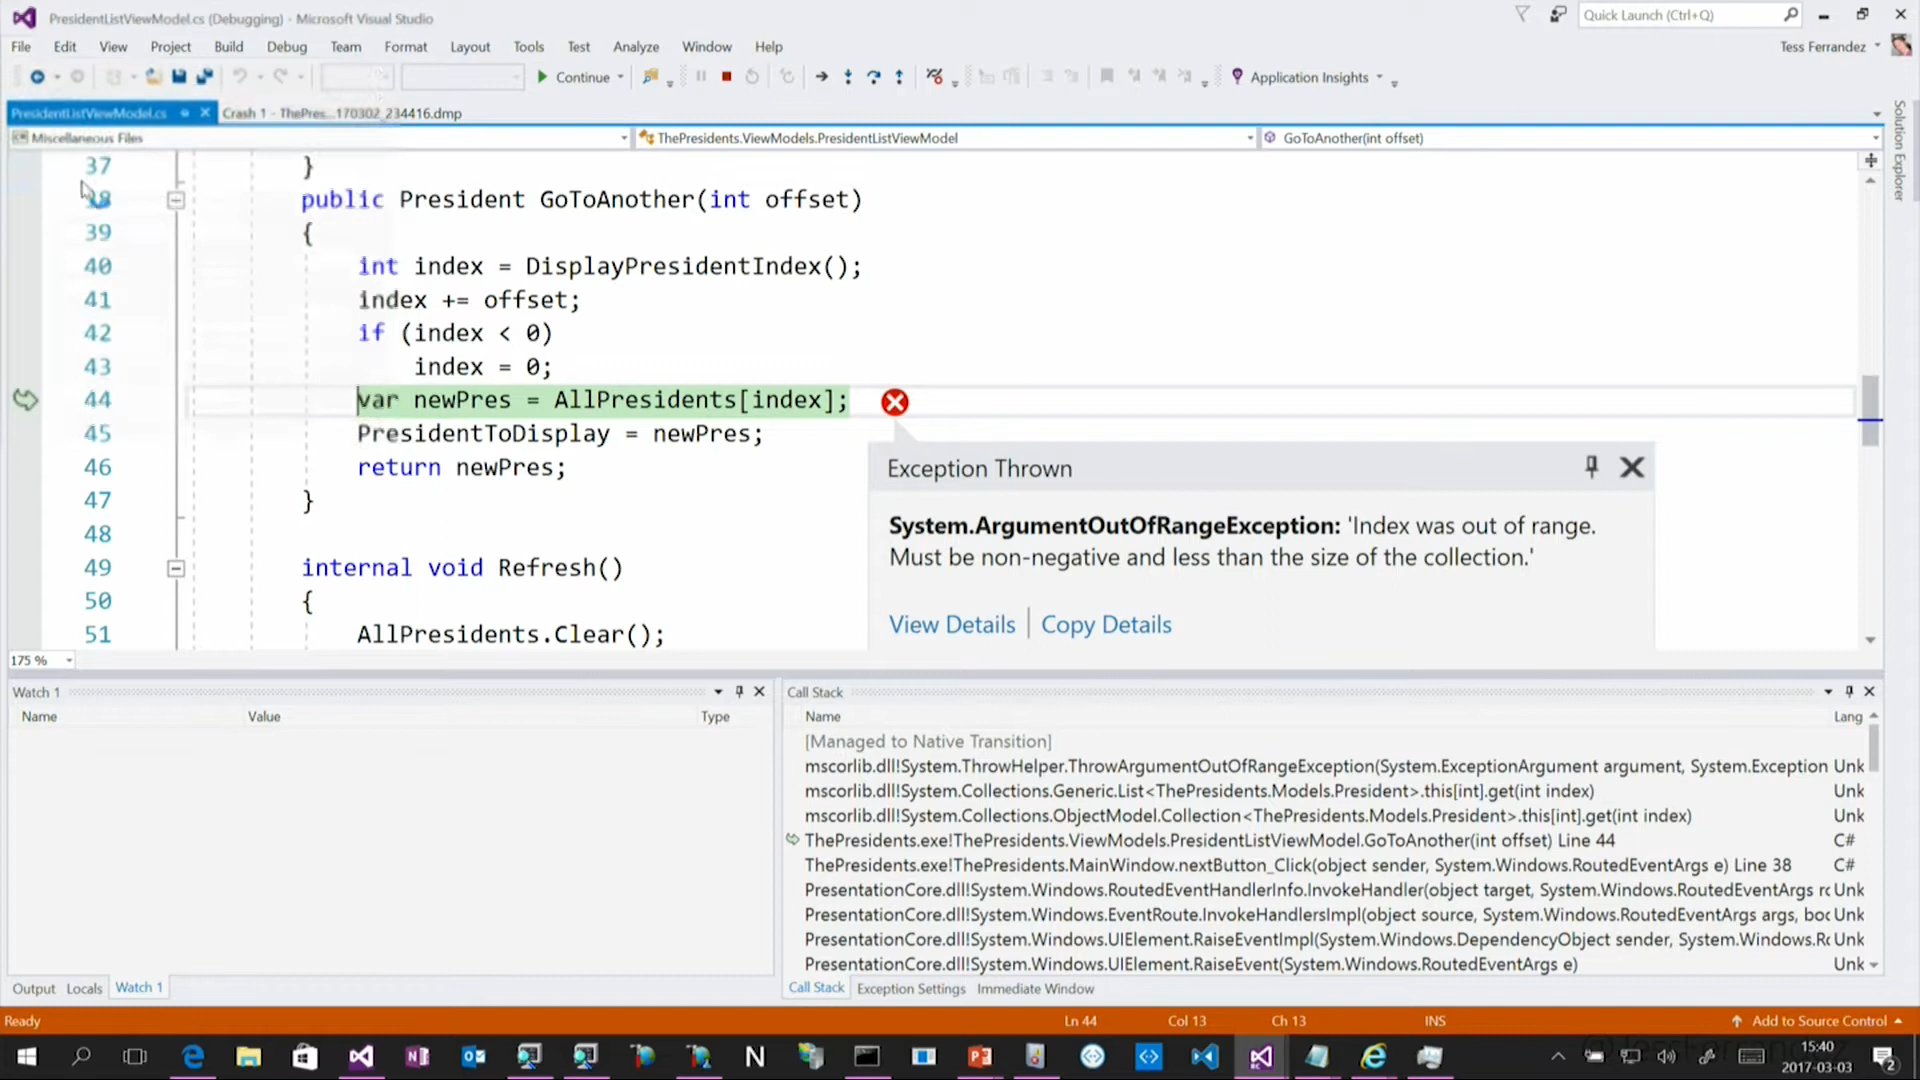 PresidentListViewModel.cs (Debugging) - Microsoft Visual Studio
Quick Launch (Ctrl+Q)
File Edit View Project Build Debug Team Format Layout Tools Test Analyze Window Help
Tess Ferrandez
Continue
Application Insights
PresidentListViewModel.cs
Crash 1 - ThePres...170302_234416.dmp
Solution Explorer
Miscellaneous Files
ThePresidents.ViewModels.PresidentListViewModel
GoToAnother(int offset)
37 }
38 public President GoToAnother(int offset)
39 {
40 int index = DisplayPresidentIndex();
41 index += offset;
42 if (index < 0)
43 index = 0;
44 var newPres = AllPresidents[index];
45 PresidentToDisplay = newPres;
46 return newPres;
47 }
48
49 internal void Refresh()
50 {
51 AllPresidents.Clear();
Exception Thrown
System.ArgumentOutOfRangeException: 'Index was out of range.
Must be non-negative and less than the size of the collection.'
View Details
Copy Details
175 %
Watch 1
Name Value Type
Output Locals Watch 1
Call Stack
Name Lang
[Managed to Native Transition]
mscorlib.dll!System.ThrowHelper.ThrowArgumentOutOfRangeException(System.ExceptionArgument argument, System.Exception Unk
mscorlib.dll!System.Collections.Generic.List<ThePresidents.Models.President>.this[int].get(int index) Unk
mscorlib.dll!System.Collections.ObjectModel.Collection<ThePresidents.Models.President>.this[int].get(int index) Unk
ThePresidents.exe!ThePresidents.ViewModels.PresidentListViewModel.GoToAnother(int offset) Line 44 C#
ThePresidents.exe!ThePresidents.MainWindow.nextButton_Click(object sender, System.Windows.RoutedEventArgs e) Line 38 C#
PresentationCore.dll!System.Windows.RoutedEventHandlerInfo.InvokeHandler(object target, System.Windows.RoutedEventArgs rc Unk
PresentationCore.dll!System.Windows.EventRoute.InvokeHandlersImpl(object source, System.Windows.RoutedEventArgs args, boc Unk
PresentationCore.dll!System.Windows.UIElement.RaiseEventImpl(System.Windows.DependencyObject sender, System.Windows.Rc Unk
PresentationCore.dll!System.Windows.UIElement.RaiseEvent(System.Windows.RoutedEventArgs e) Unk
Call Stack Exception Settings Immediate Window
Ready
Ln 44 Col 13 Ch 13 INS
Add to Source Control
15:40
2017-03-03
2